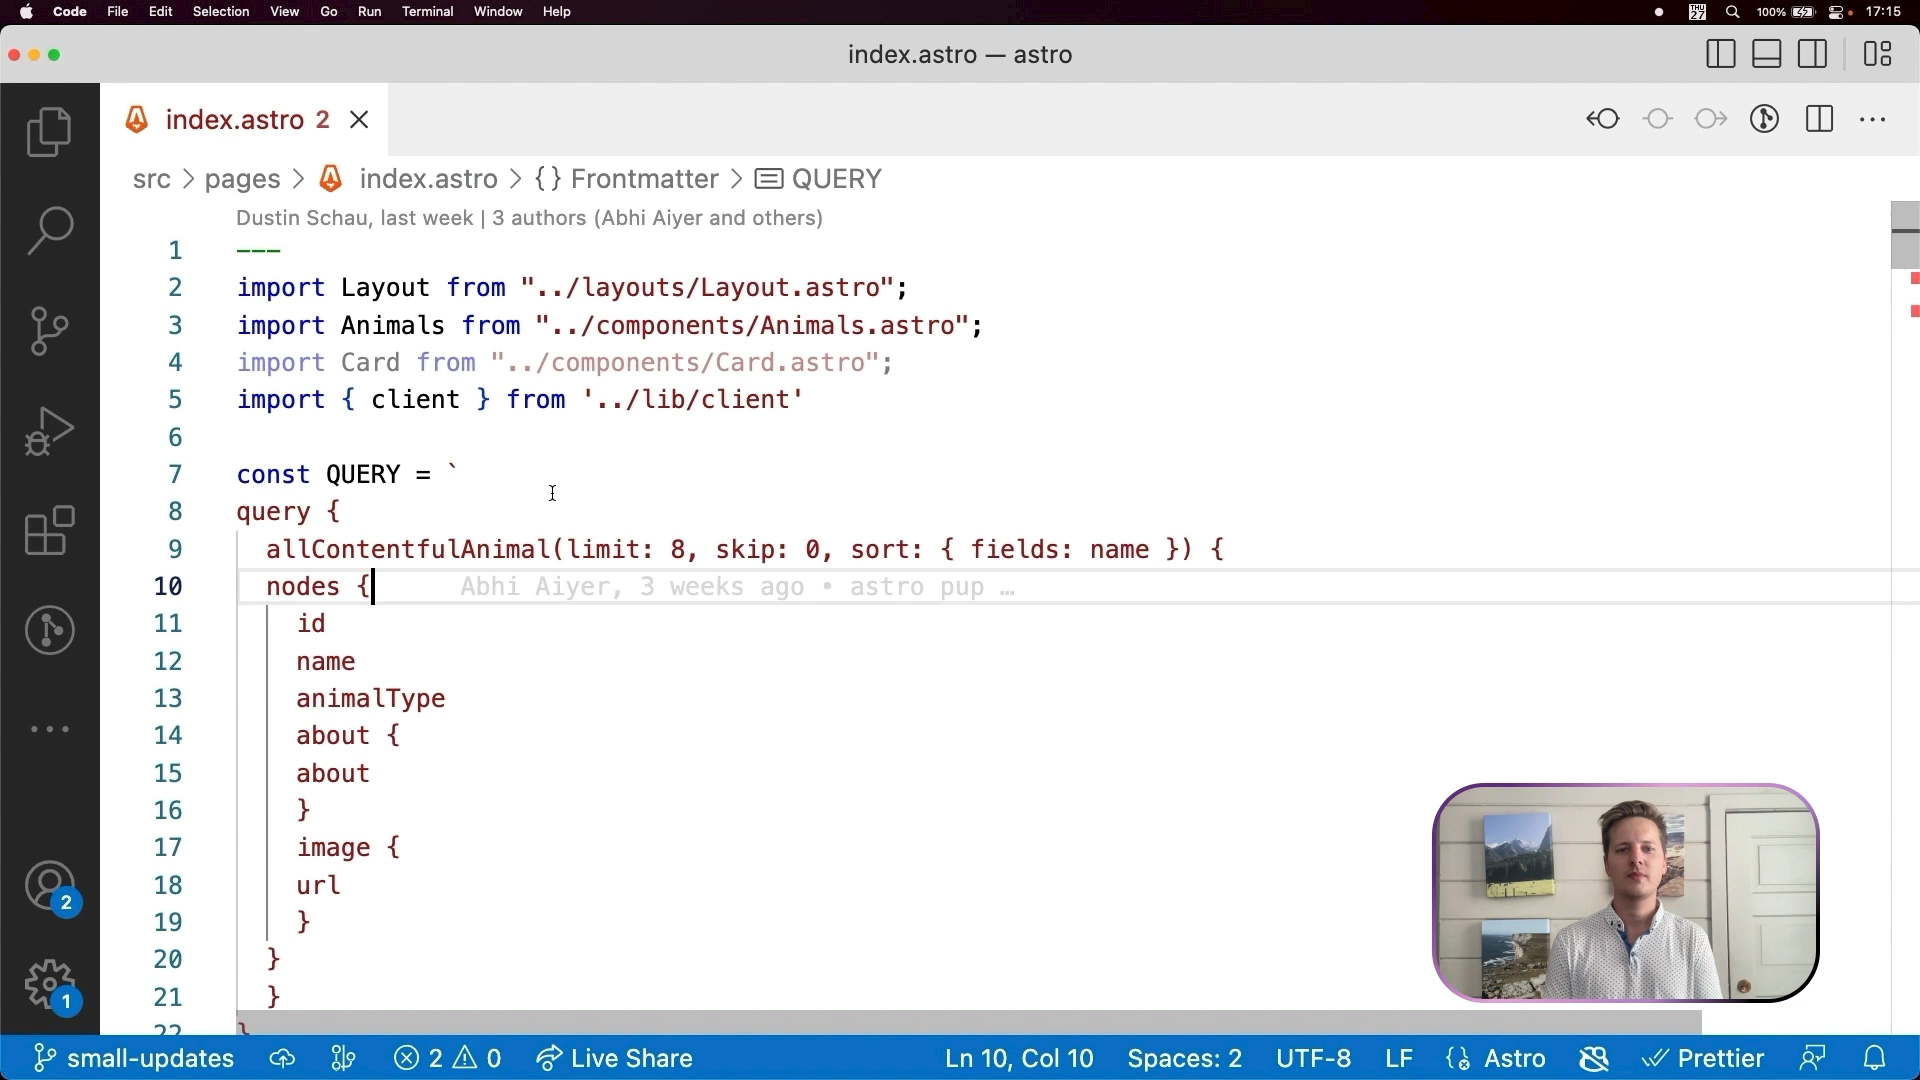 Code File Edit Selection View Go Run Terminal Window Help THU 27 100% 17:15
index.astro — astro
index.astro 2
src > pages > index.astro > {} Frontmatter > QUERY
Dustin Schau, last week | 3 authors (Abhi Aiyer and others)
1 ---
2 import Layout from "../layouts/Layout.astro";
3 import Animals from "../components/Animals.astro";
4 import Card from "../components/Card.astro";
5 import { client } from '../lib/client'
6
7 const QUERY = `
8 query {
9 allContentfulAnimal(limit: 8, skip: 0, sort: { fields: name }) {
10 nodes { Abhi Aiyer, 3 weeks ago • astro pup …
11 id
12 name
13 animalType
14 about {
15 about
16 }
17 image {
18 url
19 }
20 }
21 }
22 }
2
1
small-updates 2 0 Live Share Ln 10, Col 10 Spaces: 2 UTF-8 LF Astro Prettier